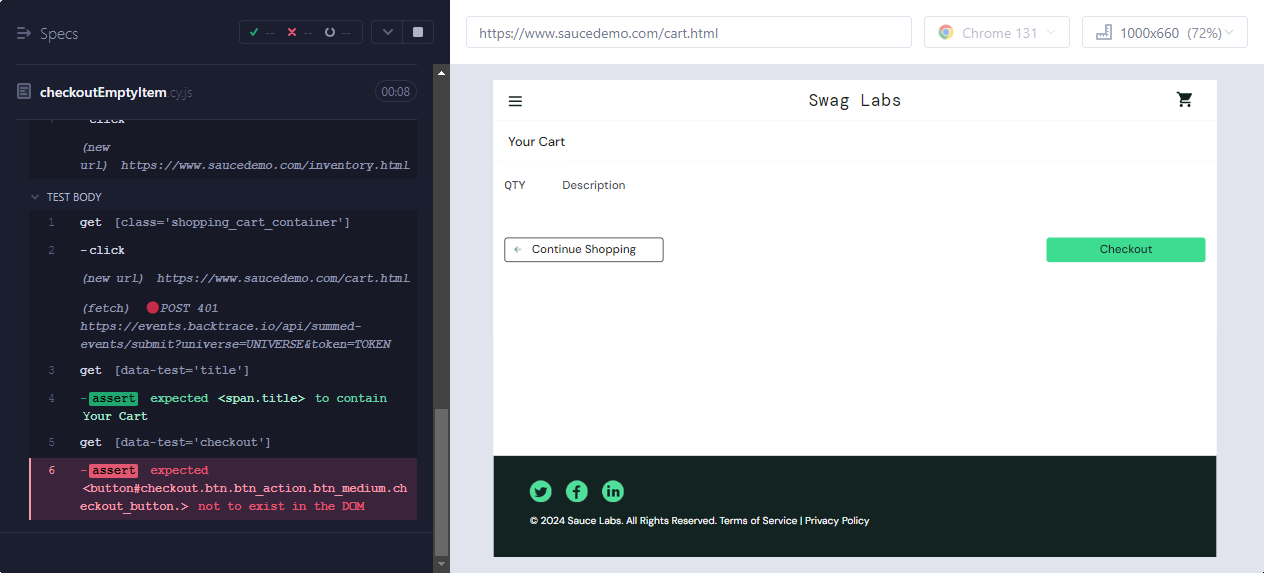 Specs
-- -- --
checkoutEmptyItem.cy.js
00:08
-click
(new
url) https://www.saucedemo.com/inventory.html
TEST BODY
1 get [class='shopping_cart_container']
2 -click
(new url) https://www.saucedemo.com/cart.html
(fetch) POST 401
https://events.backtrace.io/api/summed-
events/submit?universe=UNIVERSE&token=TOKEN
3 get [data-test='title']
4 -assert expected <span.title> to contain
Your Cart
5 get [data-test='checkout']
6 -assert expected
<button#checkout.btn.btn_action.btn_medium.ch
eckout_button.> not to exist in the DOM
https://www.saucedemo.com/cart.html
Chrome 131
1000x660 (72%)
Swag Labs
Your Cart
QTY Description
Continue Shopping
Checkout
© 2024 Sauce Labs. All Rights Reserved. Terms of Service | Privacy Policy